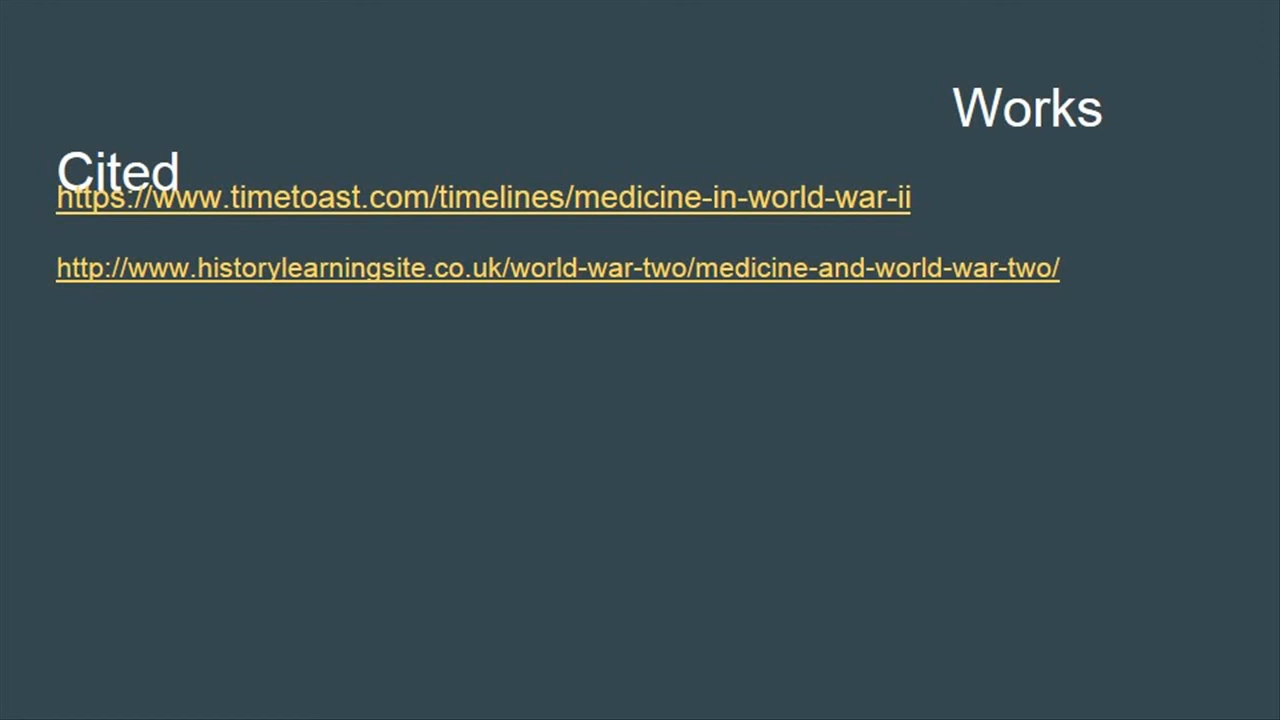 Works
Cited
https://www.timetoast.com/timelines/medicine-in-world-war-ii
http://www.historylearningsite.co.uk/world-war-two/medicine-and-world-war-two/